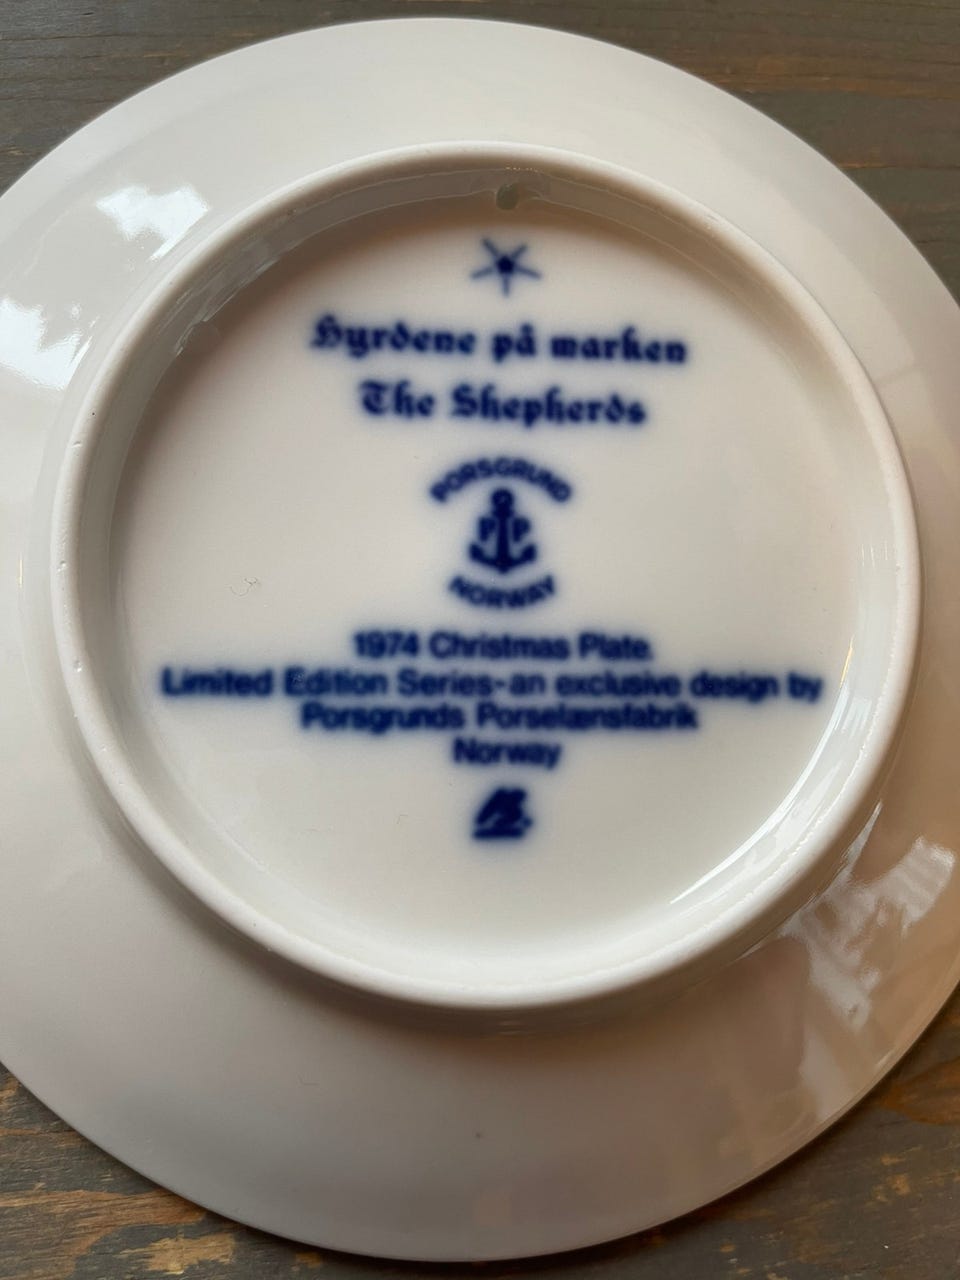 Hyrdene på marken
The Shepherds
PORSGRUND
PP
NORWAY
1974 Christmas Plate.
Limited Edition Series-an exclusive design by
Porsgrunds Porselænsfabrik
Norway